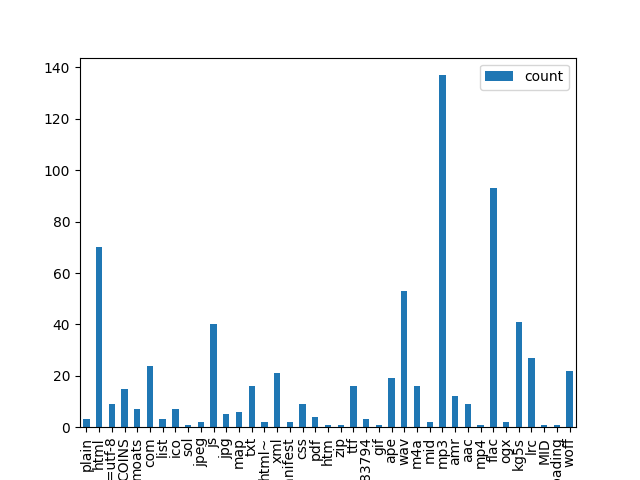 count
140
120
100
80
60
40
20
0
plain
html
=utf-8
COINS
moats
com
list
ico
sol
jpeg
js
jpg
map
txt
html~
xml
nifest
css
pdf
htm
zip
ttf
33794
gif
ape
wav
m4a
mid
mp3
amr
aac
mp4
flac
ogx
kg5s
lrc
MID
ading
woff